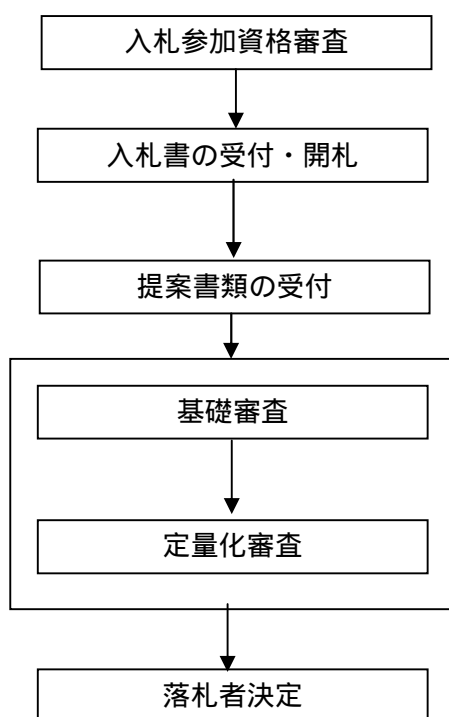 入札参加資格審査
入札書の受付・開札
提案書類の受付
基礎審査
定量化審査
落札者決定